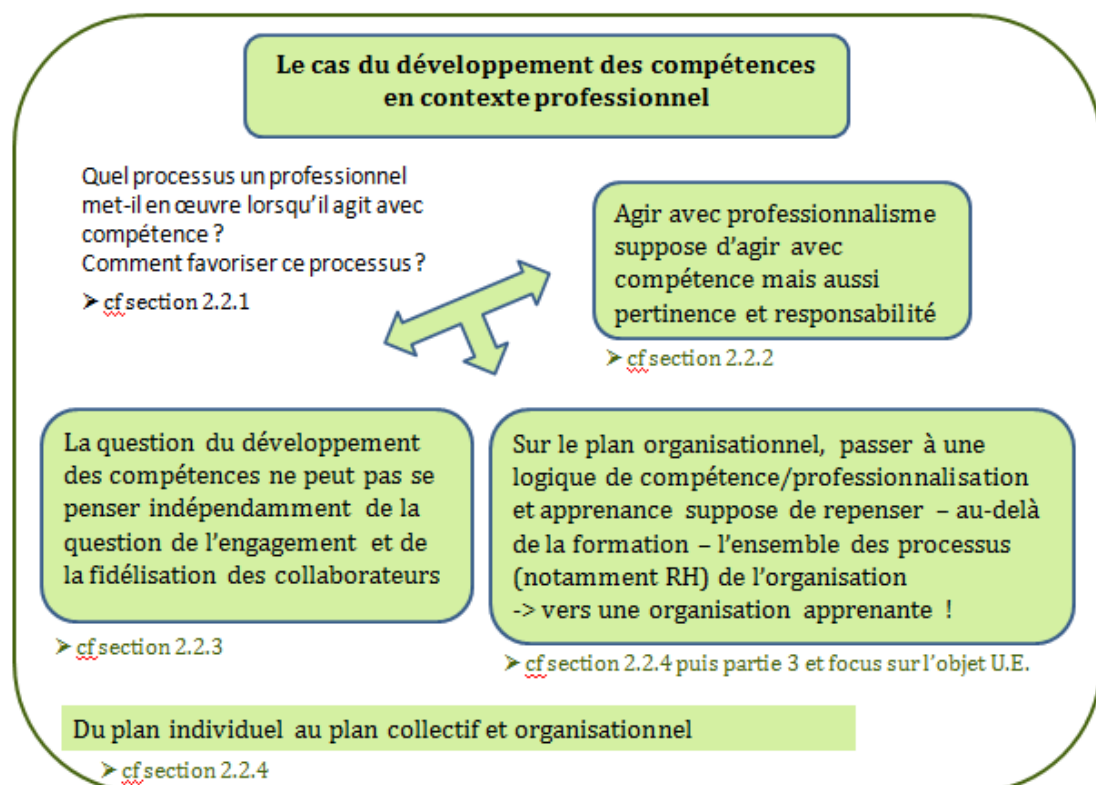 Le cas du développement des compétences
en contexte professionnel
Quel processus un professionnel
met-il en œuvre lorsqu'il agit avec
compétence ?
Comment favoriser ce processus ?
➤ cf section 2.2.1
Agir avec professionnalisme
suppose d'agir avec
compétence mais aussi
pertinence et responsabilité
➤ cf section 2.2.2
La question du développement
des compétences ne peut pas se
penser indépendamment de la
question de l'engagement et de
la fidélisation des collaborateurs
➤ cf section 2.2.3
Sur le plan organisationnel, passer à une
logique de compétence/professionnalisation
et apprenance suppose de repenser – au-delà
de la formation – l'ensemble des processus
(notamment RH) de l'organisation
-> vers une organisation apprenante !
➤ cf section 2.2.4 puis partie 3 et focus sur l'objet U.E.
Du plan individuel au plan collectif et organisationnel
➤ cf section 2.2.4